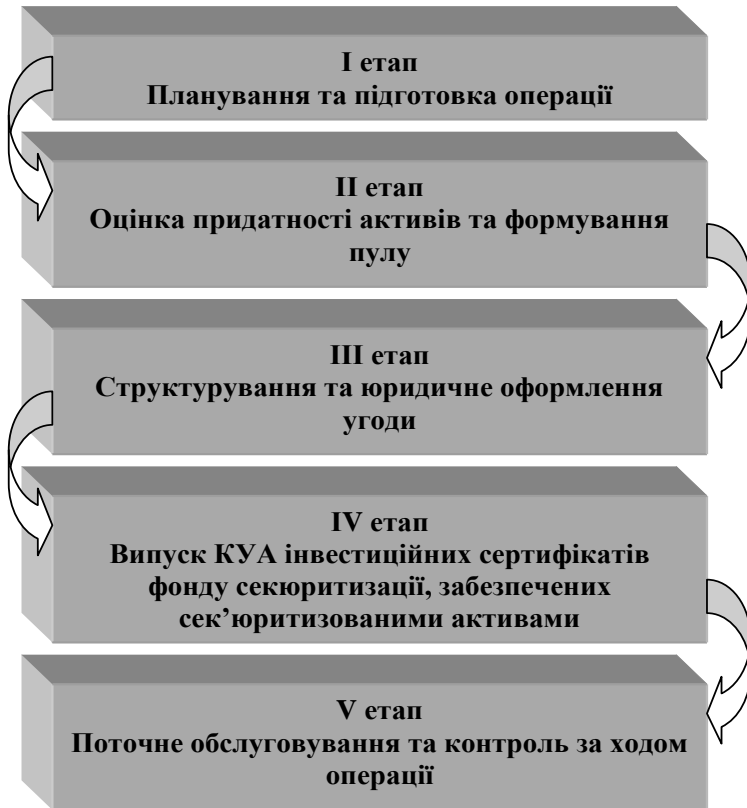 I етап
Планування та підготовка операції
II етап
Оцінка придатності активів та формування
пулу
III етап
Структурування та юридичне оформлення
угоди
IV етап
Випуск КУА інвестиційних сертифікатів
фонду секюритизації, забезпечених
сек’юритизованими активами
V етап
Поточне обслуговування та контроль за ходом
операції